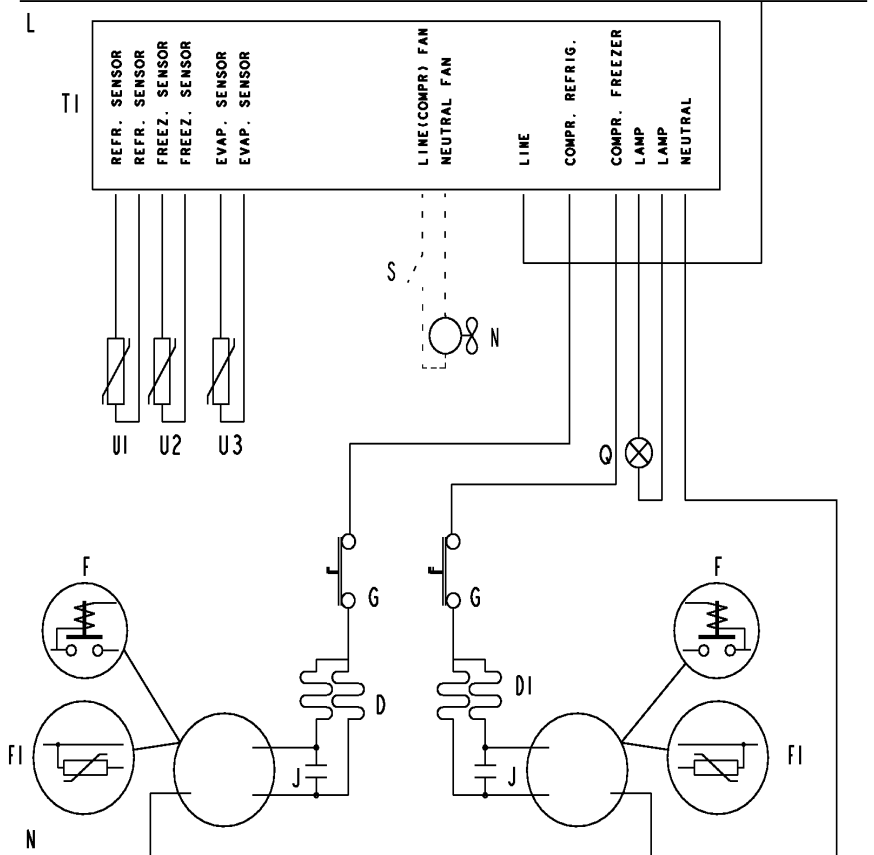 L
T1
REFR. SENSOR
REFR. SENSOR
FREEZ. SENSOR
FREEZ. SENSOR
EVAP. SENSOR
EVAP. SENSOR
LINE(COMPR) FAN
NEUTRAL FAN
LINE
COMPR. REFRIG.
COMPR. FREEZER
LAMP
LAMP
NEUTRAL
S
N
U1
U2
U3
Q
F
G
G
F
D
D1
F1
J
J
F1
N